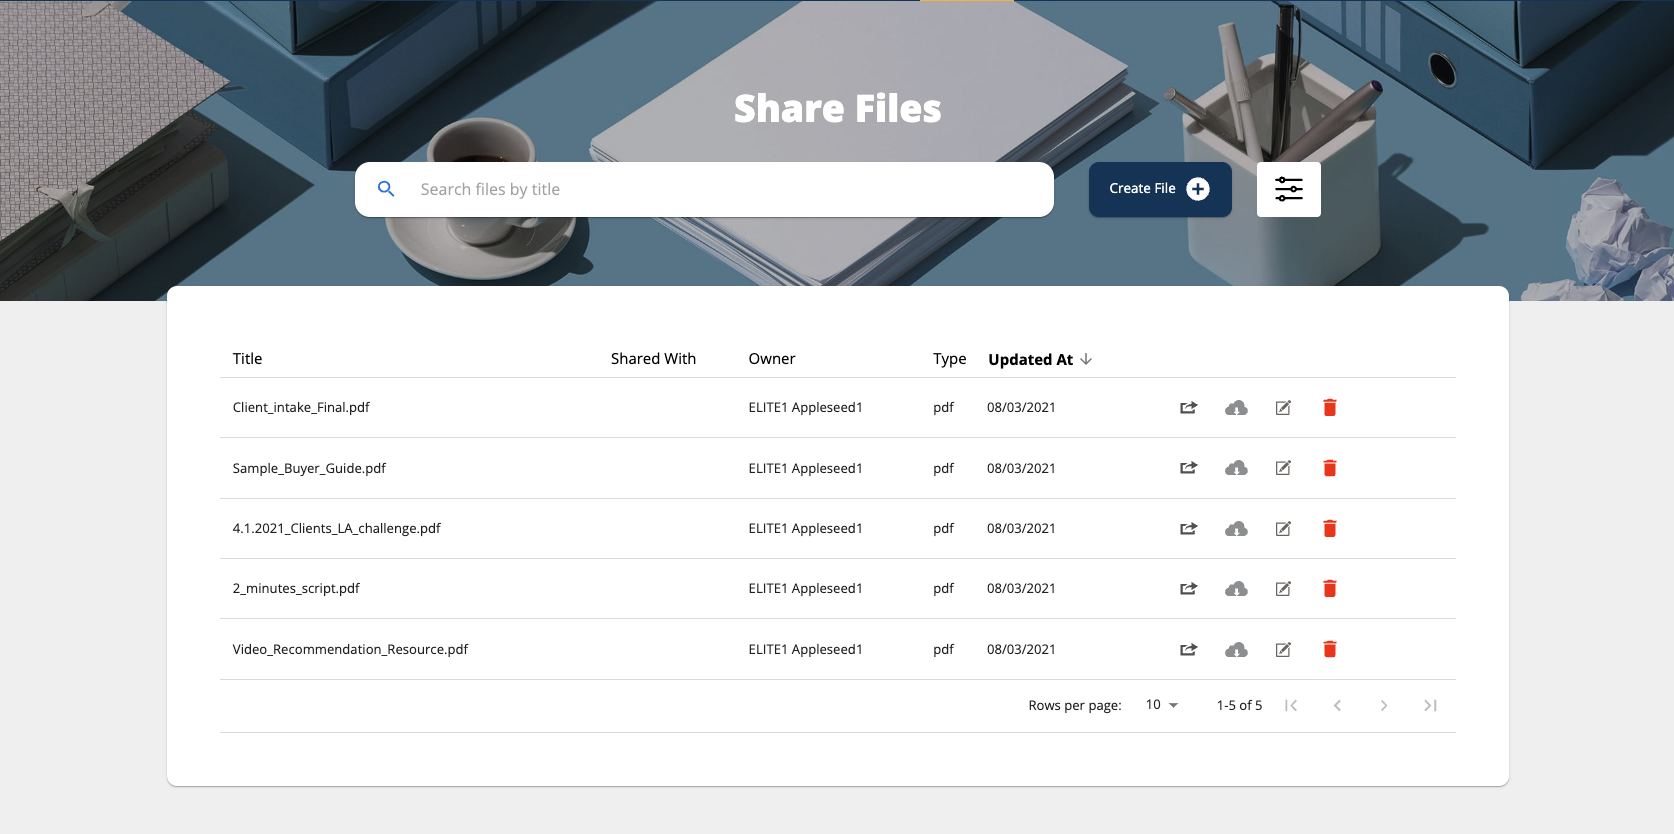 Share Files
Search files by title
Create File
Title Shared With Owner Type Updated At
Client_intake_Final.pdf ELITE1 Appleseed1 pdf 08/03/2021
Sample_Buyer_Guide.pdf ELITE1 Appleseed1 pdf 08/03/2021
4.1.2021_Clients_LA_challenge.pdf ELITE1 Appleseed1 pdf 08/03/2021
2_minutes_script.pdf ELITE1 Appleseed1 pdf 08/03/2021
Video_Recommendation_Resource.pdf ELITE1 Appleseed1 pdf 08/03/2021
Rows per page: 10 1-5 of 5